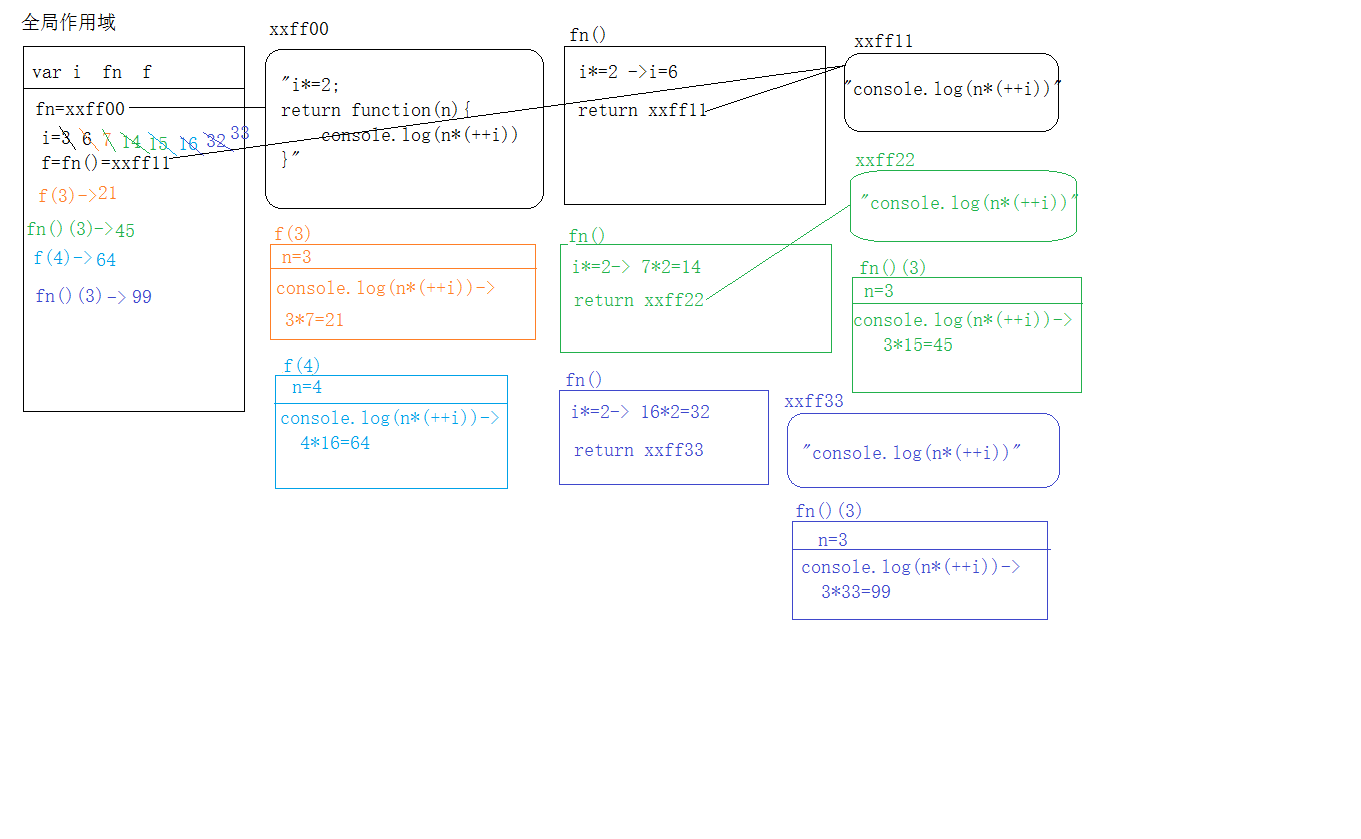 全局作用域
var i  fn  f
fn=xxff00
i=3 6 7 14 15 16 32 33
f=fn()=xxff11
f(3)->21
fn()(3)->45
f(4)->64
fn()(3)->99
xxff00
"i*=2;
return function(n){
console.log(n*(++i))
}"
fn()
i*=2 ->i=6
return xxff11
xxff11
"console.log(n*(++i))"
f(3)
n=3
console.log(n*(++i))->
3*7=21
fn()
i*=2-> 7*2=14
return xxff22
xxff22
"console.log(n*(++i))"
fn()(3)
n=3
console.log(n*(++i))->
3*15=45
f(4)
n=4
console.log(n*(++i))->
4*16=64
fn()
i*=2-> 16*2=32
return xxff33
xxff33
"console.log(n*(++i))"
fn()(3)
n=3
console.log(n*(++i))->
3*33=99